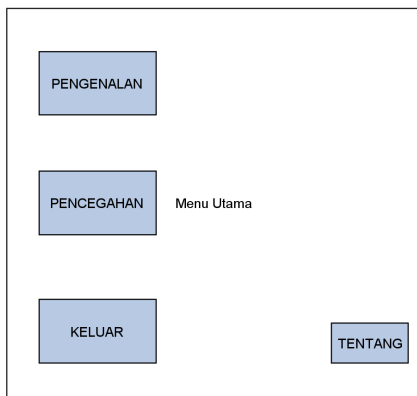 PENGENALAN
PENCEGAHAN
Menu Utama
KELUAR
TENTANG